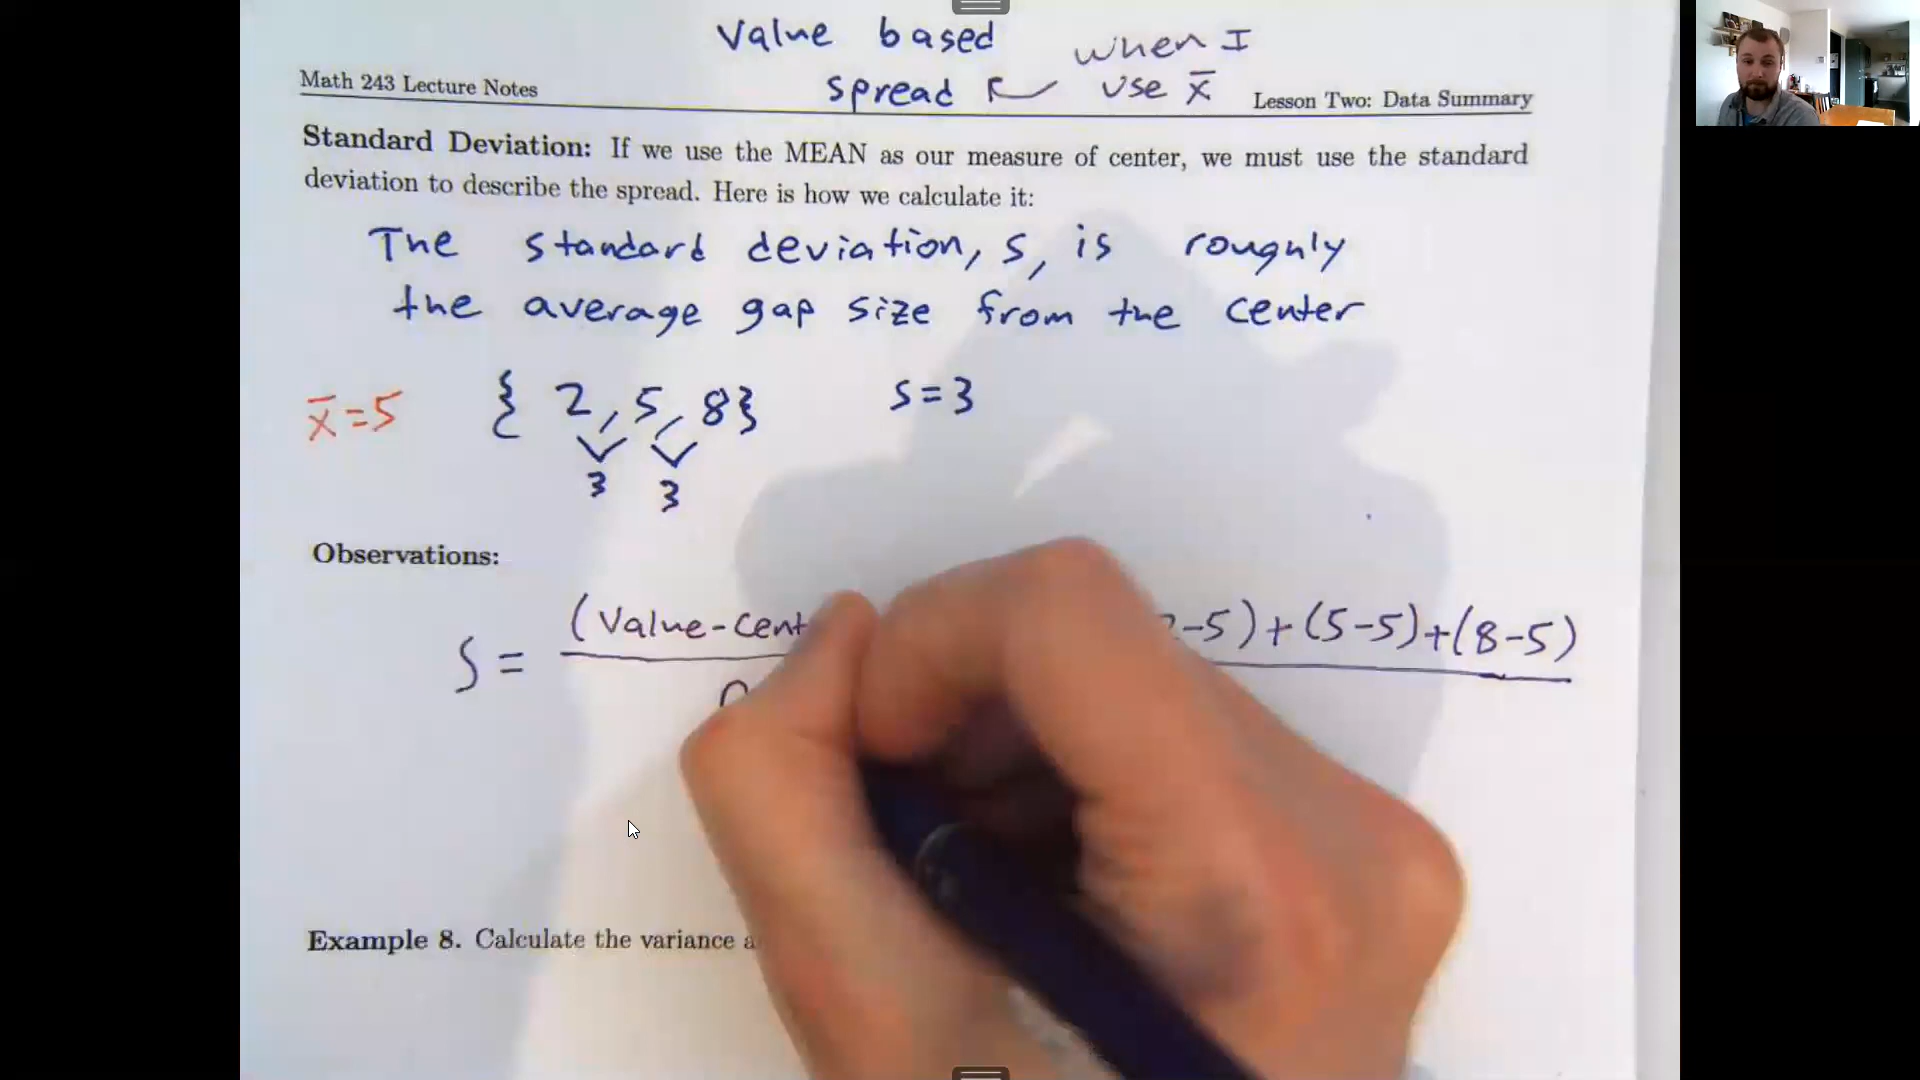 Value based when I
spread use x̄
Math 243 Lecture Notes Lesson Two: Data Summary
Standard Deviation: If we use the MEAN as our measure of center, we must use the standard
deviation to describe the spread. Here is how we calculate it:
The standard deviation, s, is roughly
the average gap size from the center
x̄=5 { 2, 5, 8} s=3
3 3
Observations:
S = (Value-cent -5)+(5-5)+(8-5)
Example 8. Calculate the variance